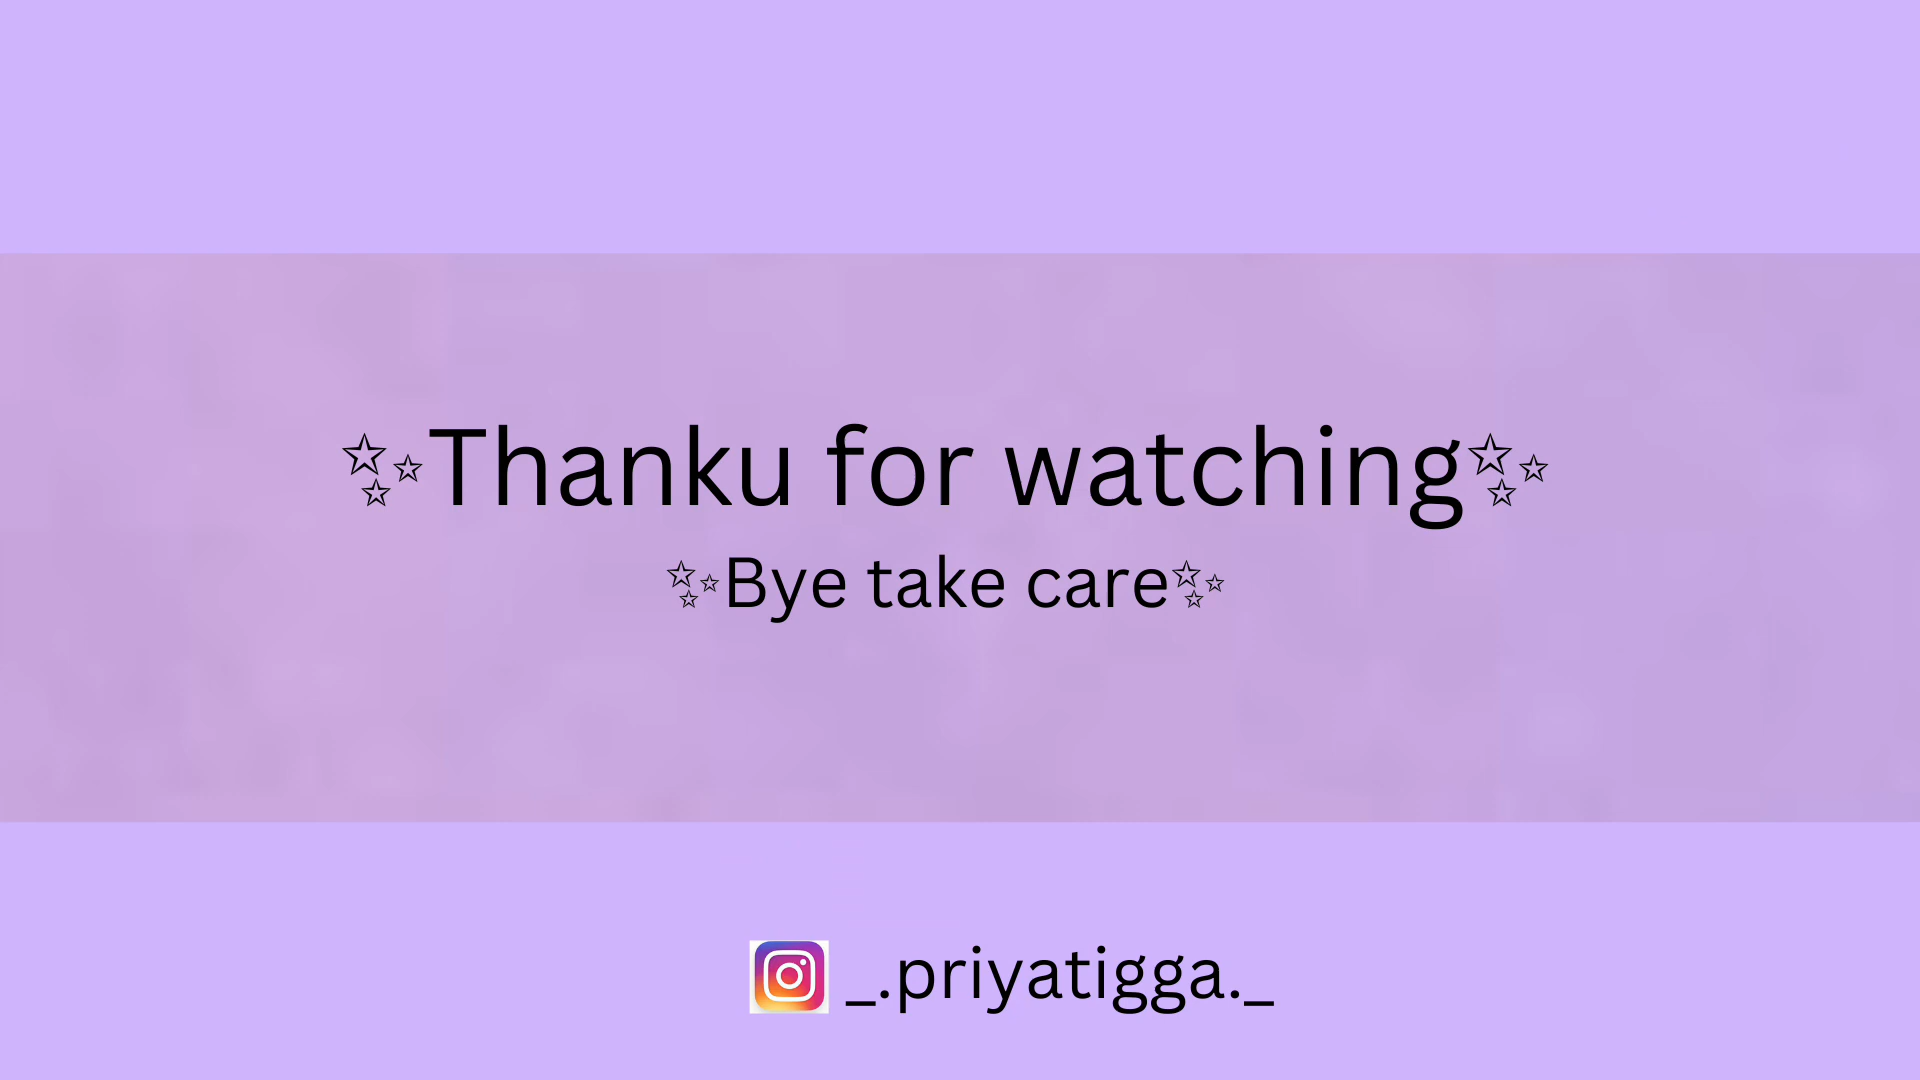 ✨Thanku for watching✨
✨Bye take care✨
_.priyatigga._